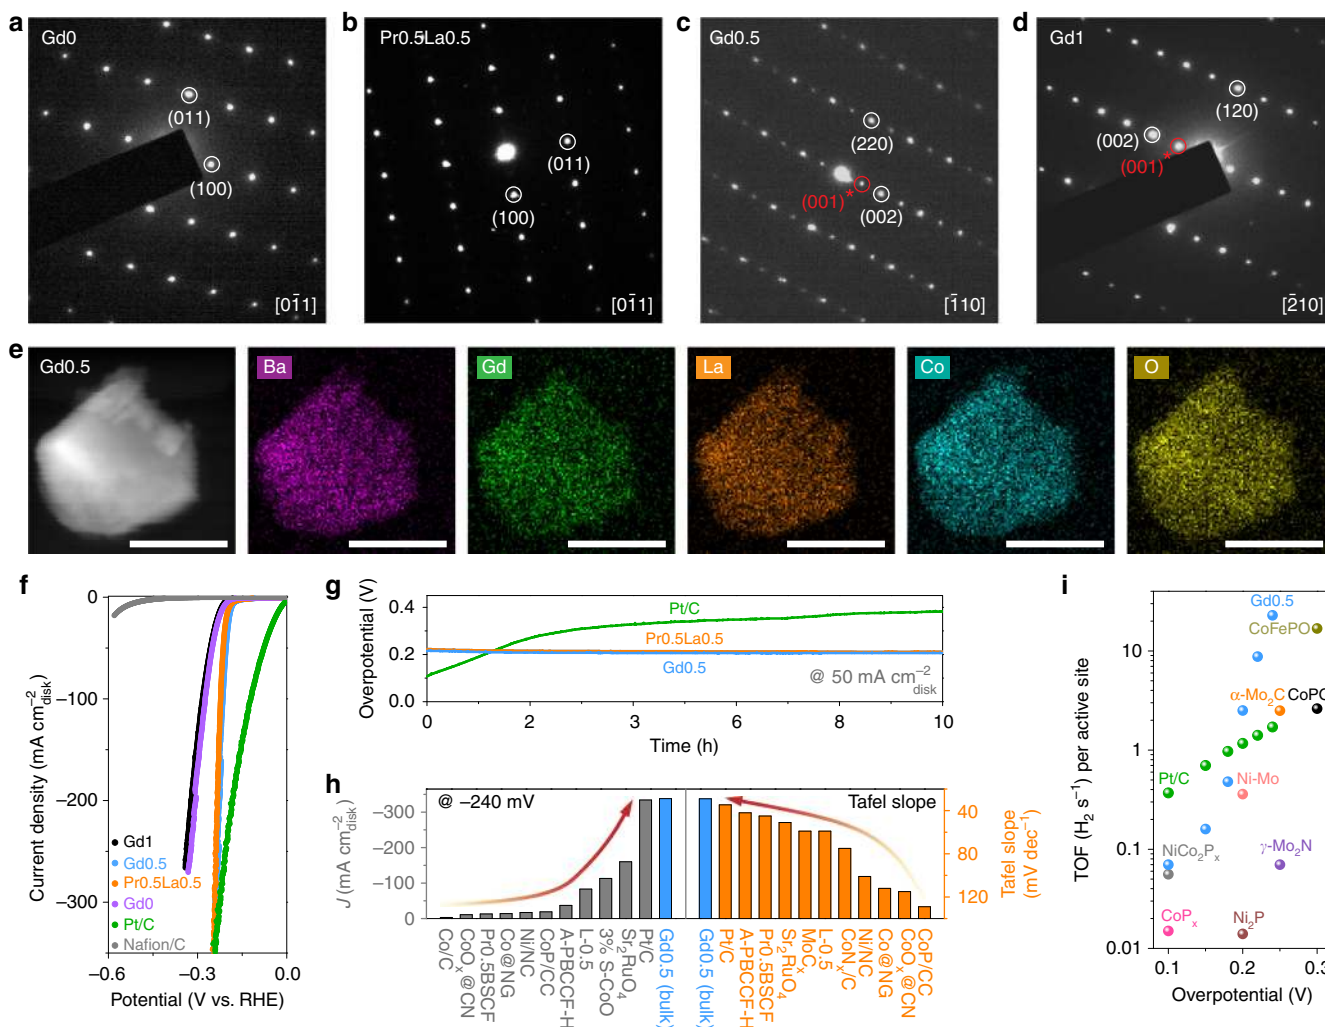 a
Gd0
(011)
(100)
[01̄1]
b
Pr0.5La0.5
(011)
(100)
[01̄1]
c
Gd0.5
(220)
(001)*
(002)
[1̄10]
d
Gd1
(120)
(002)
(001)*
[2̄10]
e
Gd0.5
Ba
Gd
La
Co
O
f
Current density (mA cm⁻²disk)
0
−100
−200
−300
Gd1
Gd0.5
Pr0.5La0.5
Gd0
Pt/C
Nafion/C
−0.6
−0.3
0.0
Potential (V vs. RHE)
g
Overpotential (V)
0.4
0.2
0.0
Pt/C
Pr0.5La0.5
Gd0.5
@ 50 mA cm⁻²disk
0
2
4
6
8
10
Time (h)
h
@ −240 mV
Tafel slope
J (mA cm⁻²disk)
−300
−200
−100
0
40
80
120
Tafel slope
(mV dec⁻¹)
Co/C
CoOx@CN
Pr0.5BSCF
Co@NG
Ni/NC
CoP/CC
A-PBCCF-H
L-0.5
3% S-CoO
Sr₂RuO₄
Pt/C
Gd0.5 (bulk)
Gd0.5 (bulk)
Pt/C
A-PBCCF-H
Pr0.5BSCF
Sr₂RuO₄
MoCx
L-0.5
CoNx/C
Ni/NC
Co@NG
CoOx@CN
CoP/CC
i
TOF (H₂ s⁻¹) per active site
10
1
0.1
0.01
Gd0.5
CoFePO
α-Mo₂C
CoPO
Pt/C
Ni-Mo
NiCo₂Px
γ-Mo₂N
CoPx
Ni₂P
0.1
0.2
0.3
Overpotential (V)